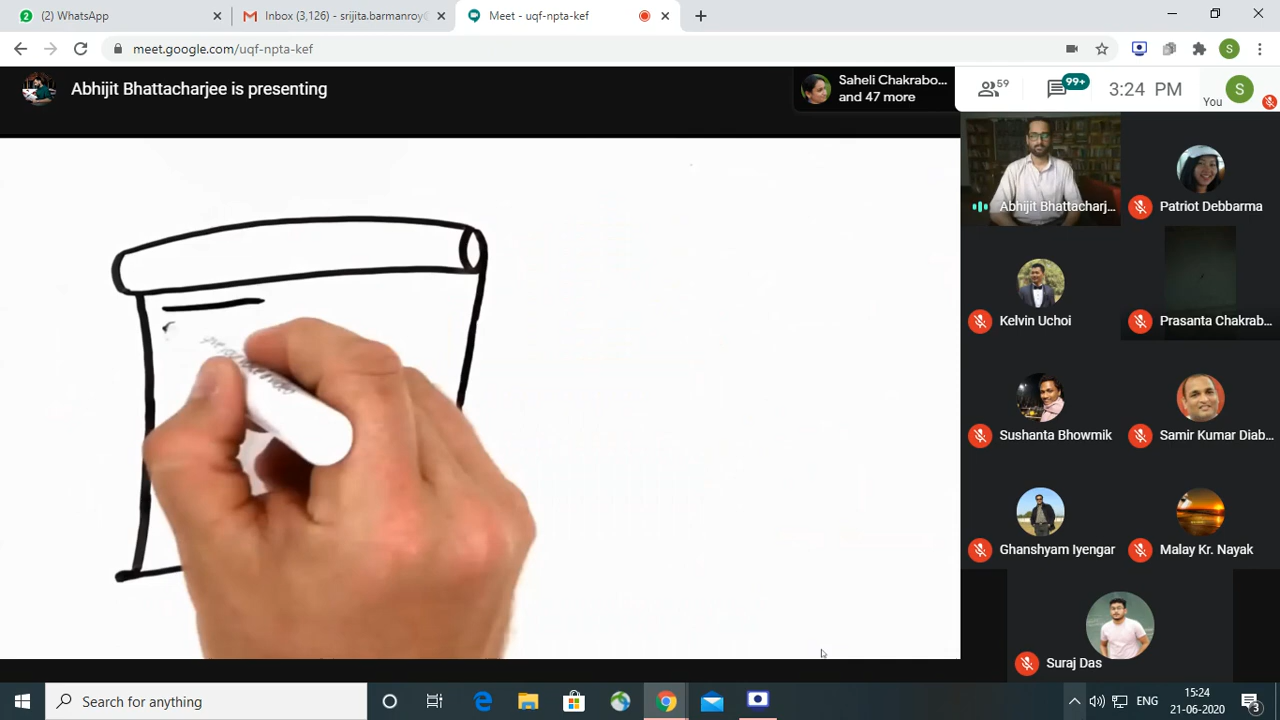 (2) WhatsApp
Inbox (3,126) - srijita.barmanroy
Meet - uqf-npta-kef
meet.google.com/uqf-npta-kef
S
Abhijit Bhattacharjee is presenting
Saheli Chakrabo...
and 47 more
59
99+
3:24 PM
You
S
Abhijit Bhattacharj...
Patriot Debbarma
Kelvin Uchoi
Prasanta Chakrab...
Sushanta Bhowmik
Samir Kumar Diab...
Ghanshyam Iyengar
Malay Kr. Nayak
Suraj Das
Search for anything
ENG
15:24
21-06-2020
3